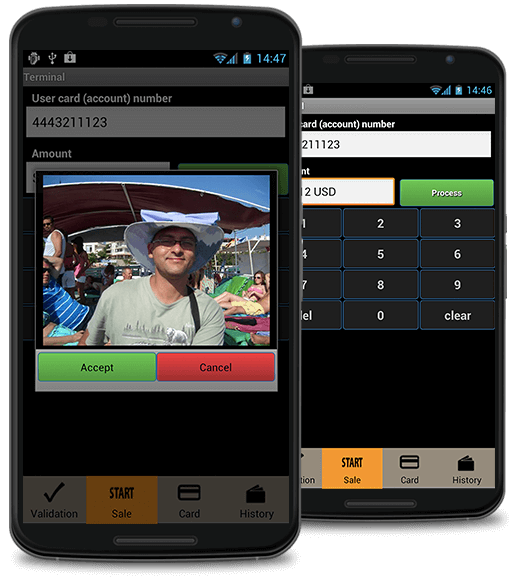 14:47
Terminal
User card (account) number
4443211123
Amount
Accept
Cancel
Validation
START
Sale
Card
History
14:46
card (account) number
211123
nt
12 USD
Process
1 2 3
4 5 6
7 8 9
del 0 clear
tion
START
Sale
Card
History